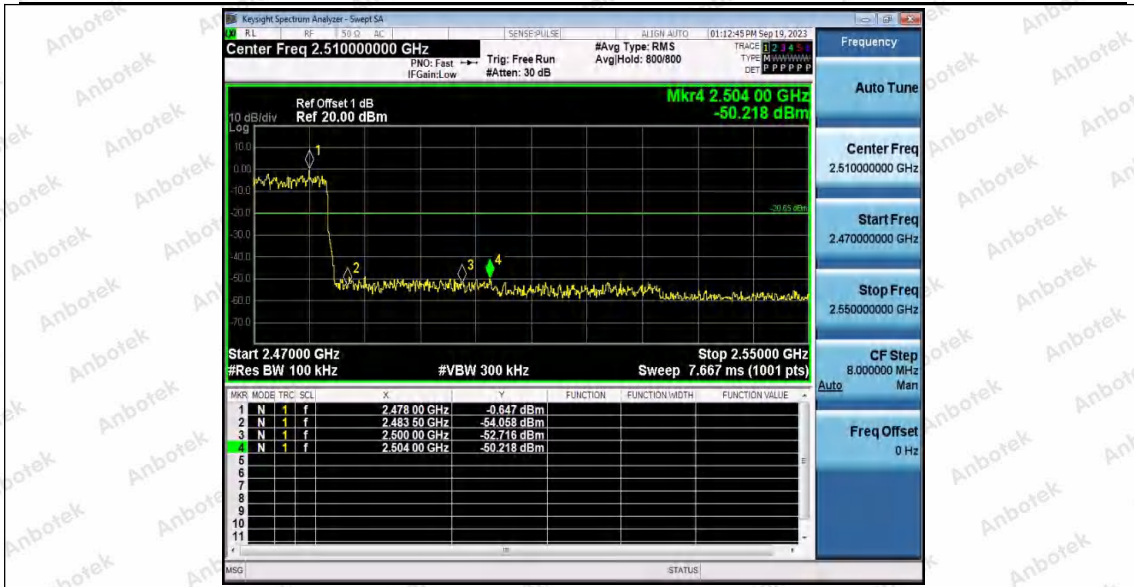 Keysight Spectrum Analyzer - Swept SA
RL RF 50 Ω AC SENSE:PULSE ALIGN AUTO 01:12:45 PM Sep 19, 2023
Center Freq 2.510000000 GHz
PNO: Fast
IFGain:Low
Trig: Free Run
#Atten: 30 dB
#Avg Type: RMS
Avg|Hold: 800/800
TRACE 1 2 3 4 5 6
TYPE M
DET P P P P P P
Mkr4 2.504 00 GHz
-50.218 dBm
Ref Offset 1 dB
10 dB/div Ref 20.00 dBm
Log
10.0
0.00
-10.0
-20.0
-30.0
-40.0
-50.0
-60.0
-70.0
-20.65 dBm
1
2
3
4
Start 2.47000 GHz Stop 2.55000 GHz
#Res BW 100 kHz #VBW 300 kHz Sweep 7.667 ms (1001 pts)
MKR MODE TRC SCL X Y FUNCTION FUNCTION WIDTH FUNCTION VALUE
1 N 1 f 2.478 00 GHz -0.647 dBm
2 N 1 f 2.483 50 GHz -54.058 dBm
3 N 1 f 2.500 00 GHz -52.716 dBm
4 N 1 f 2.504 00 GHz -50.218 dBm
5
6
7
8
9
10
11
MSG STATUS
Frequency
Auto Tune
Center Freq
2.510000000 GHz
Start Freq
2.470000000 GHz
Stop Freq
2.550000000 GHz
CF Step
8.000000 MHz
Auto Man
Freq Offset
0 Hz
Anbotek